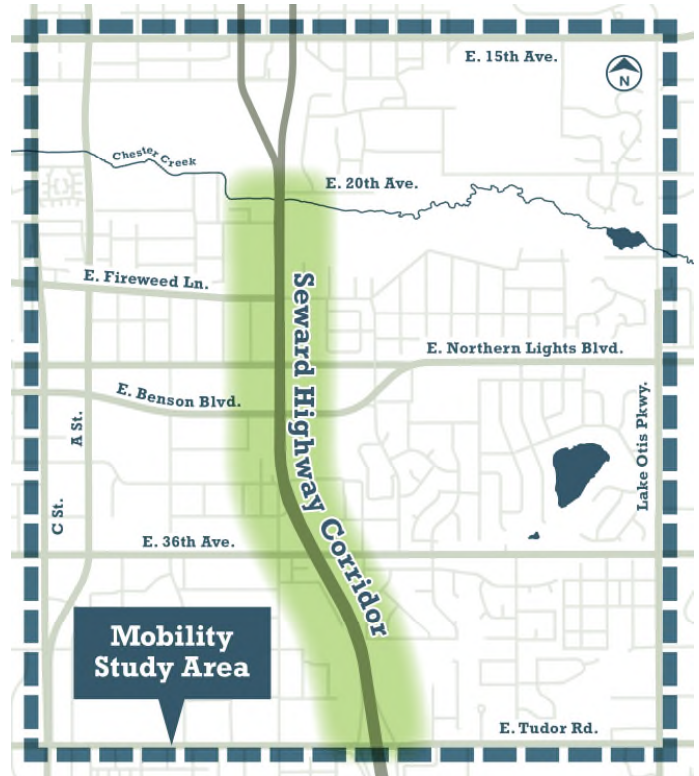 E. 15th Ave.
N
Chester Creek
E. 20th Ave.
E. Fireweed Ln.
Seward Highway Corridor
E. Northern Lights Blvd.
E. Benson Blvd.
A St.
Lake Otis Pkwy.
C St.
E. 36th Ave.
Mobility
Study Area
E. Tudor Rd.